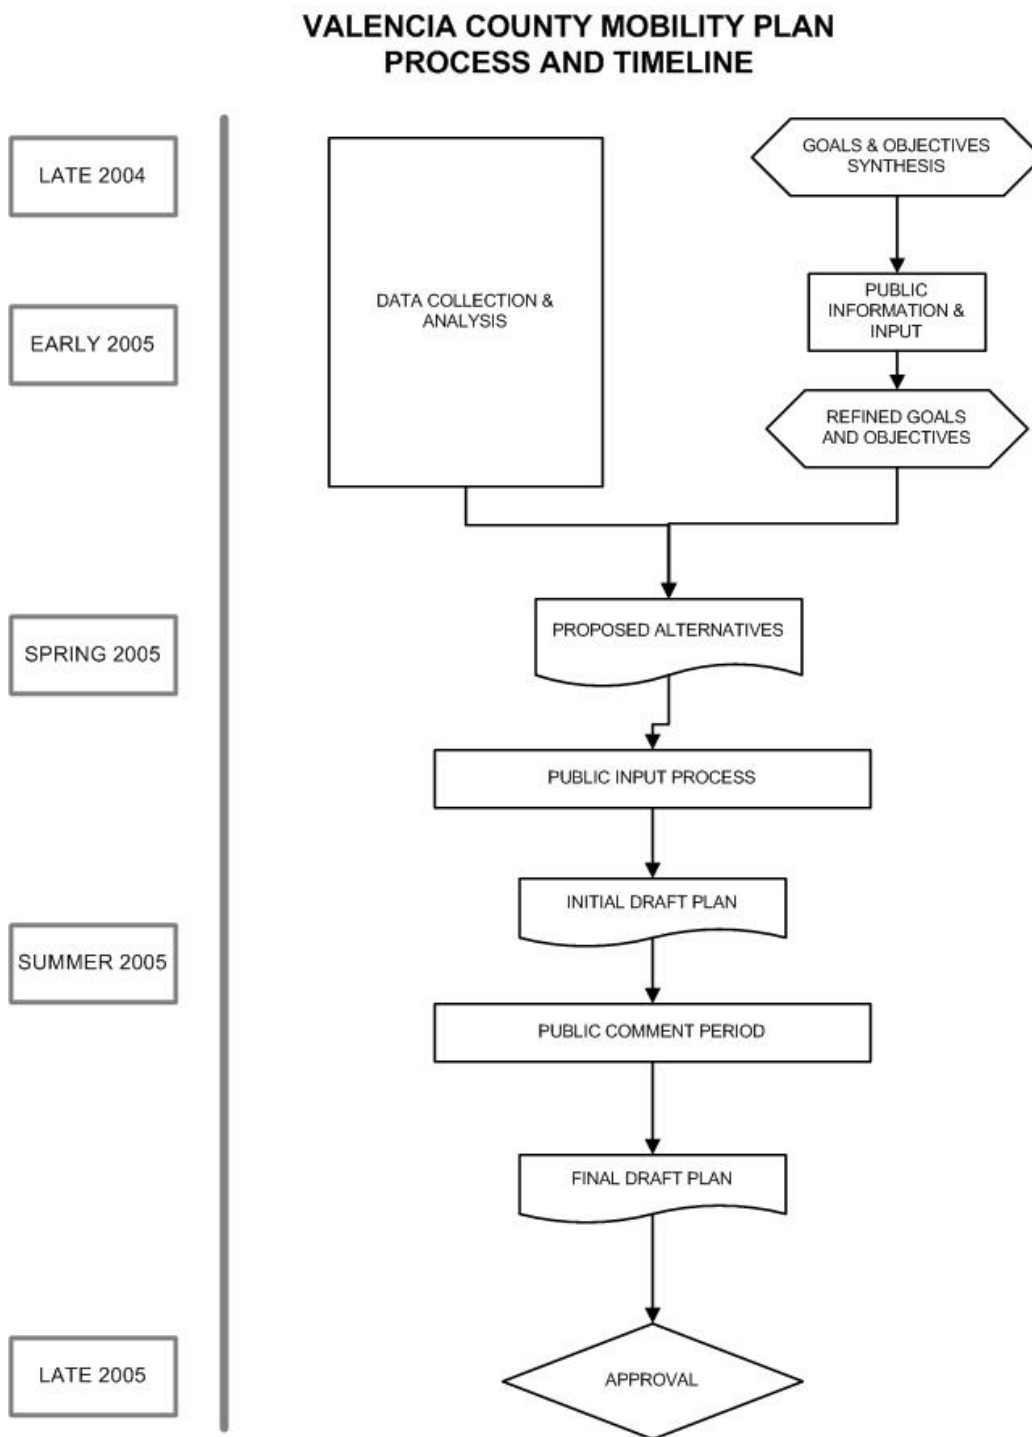 VALENCIA COUNTY MOBILITY PLAN
PROCESS AND TIMELINE
LATE 2004
EARLY 2005
SPRING 2005
SUMMER 2005
LATE 2005
DATA COLLECTION &
ANALYSIS
GOALS & OBJECTIVES
SYNTHESIS
PUBLIC
INFORMATION &
INPUT
REFINED GOALS
AND OBJECTIVES
PROPOSED ALTERNATIVES
PUBLIC INPUT PROCESS
INITIAL DRAFT PLAN
PUBLIC COMMENT PERIOD
FINAL DRAFT PLAN
APPROVAL